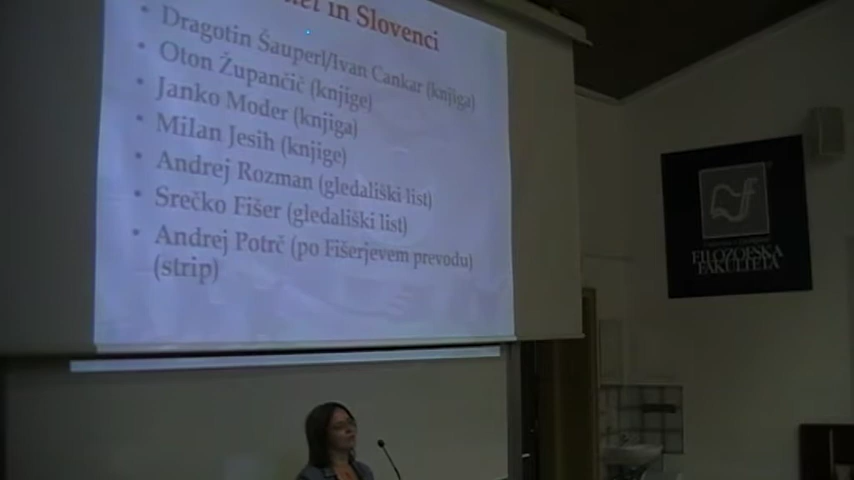 in Slovenci
• Dragotin Šauperl/Ivan Cankar (knjiga)
• Oton Župančič (knjige)
• Janko Moder (knjiga)
• Milan Jesih (knjige)
• Andrej Rozman (gledališki list)
• Srečko Fišer (gledališki list)
• Andrej Potrč (po Fišerjevem prevodu)
(strip)
FILOZOFSKA
FAKULTETA